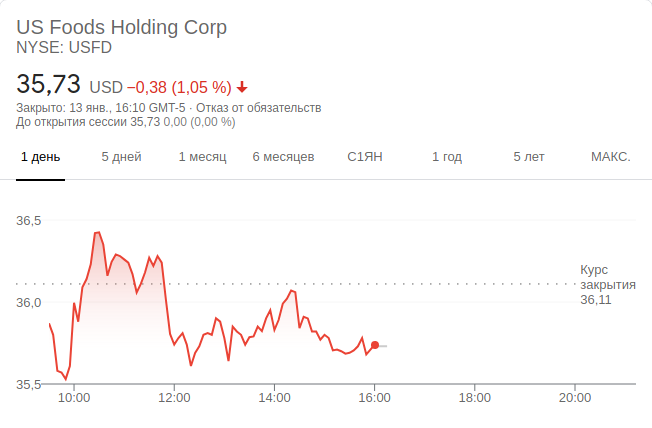 US Foods Holding Corp
NYSE: USFD
35,73 USD −0,38 (1,05 %)
Закрыто: 13 янв., 16:10 GMT-5 · Отказ от обязательств
До открытия сессии 35,73 0,00 (0,00 %)
1 день 5 дней 1 месяц 6 месяцев С1ЯН 1 год 5 лет МАКС.
36,5
Курс
закрытия
36,11
36,0
35,5
10:00 12:00 14:00 16:00 18:00 20:00